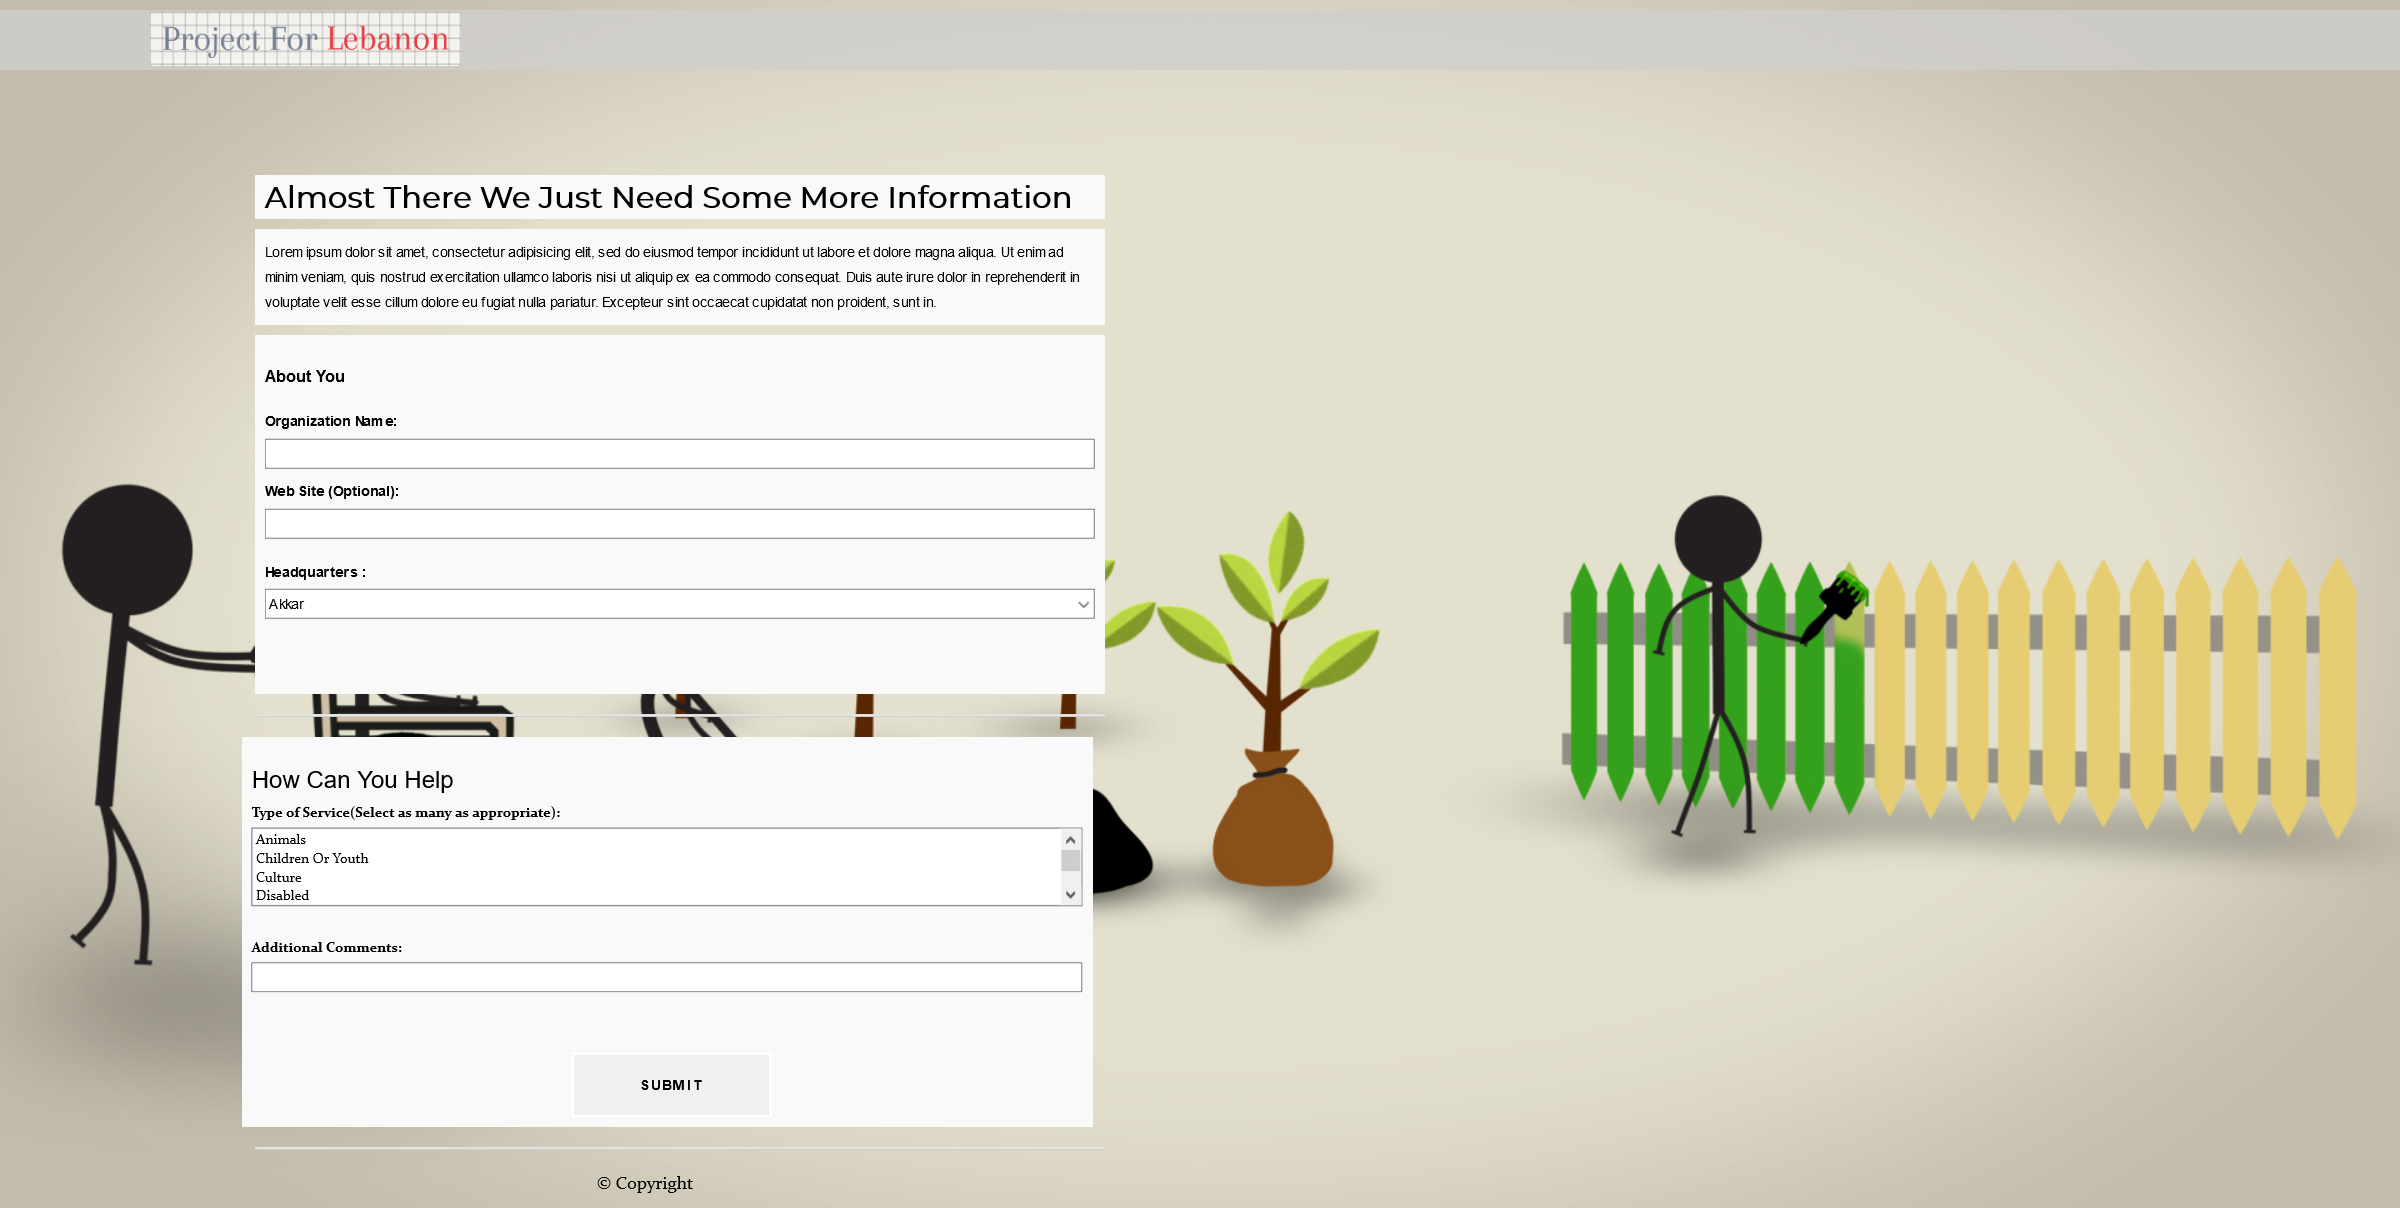 Project For Lebanon
Almost There We Just Need Some More Information
Lorem ipsum dolor sit amet, consectetur adipisicing elit, sed do eiusmod tempor incididunt ut labore et dolore magna aliqua. Ut enim ad
minim veniam, quis nostrud exercitation ullamco laboris nisi ut aliquip ex ea commodo consequat. Duis aute irure dolor in reprehenderit in
voluptate velit esse cillum dolore eu fugiat nulla pariatur. Excepteur sint occaecat cupidatat non proident, sunt in.
About You
Organization Name:
Web Site (Optional):
Headquarters :
Akkar
How Can You Help
Type of Service(Select as many as appropriate):
Animals
Children Or Youth
Culture
Disabled
Additional Comments:
SUBMIT
© Copyright